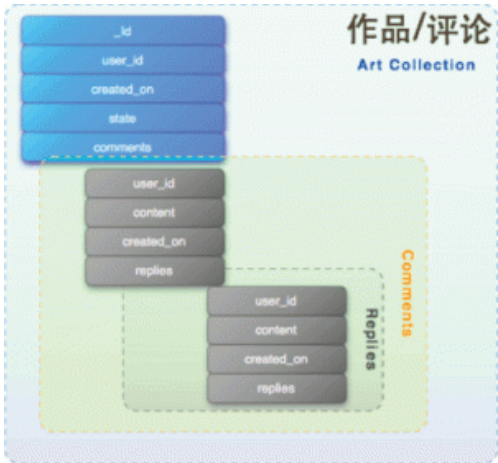 作品/评论
Art Collection
_id
user_id
created_on
state
comments
user_id
content
created_on
replies
Comments
user_id
content
created_on
replies
Replies